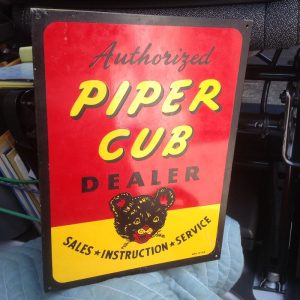 Authorized
PIPER
CUB
DEALER
SALES ★ INSTRUCTION ★ SERVICE